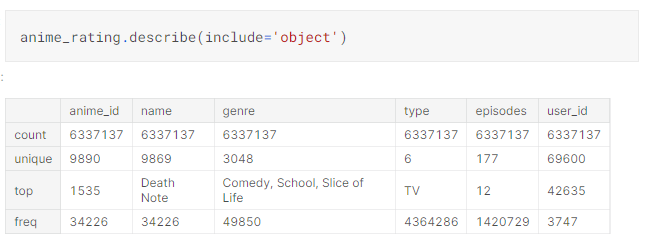 anime_rating.describe(include='object')
:
anime_id name genre type episodes user_id
count 6337137 6337137 6337137 6337137 6337137 6337137
unique 9890 9869 3048 6 177 69600
top 1535 Death Note Comedy, School, Slice of Life TV 12 42635
freq 34226 34226 49850 4364286 1420729 3747